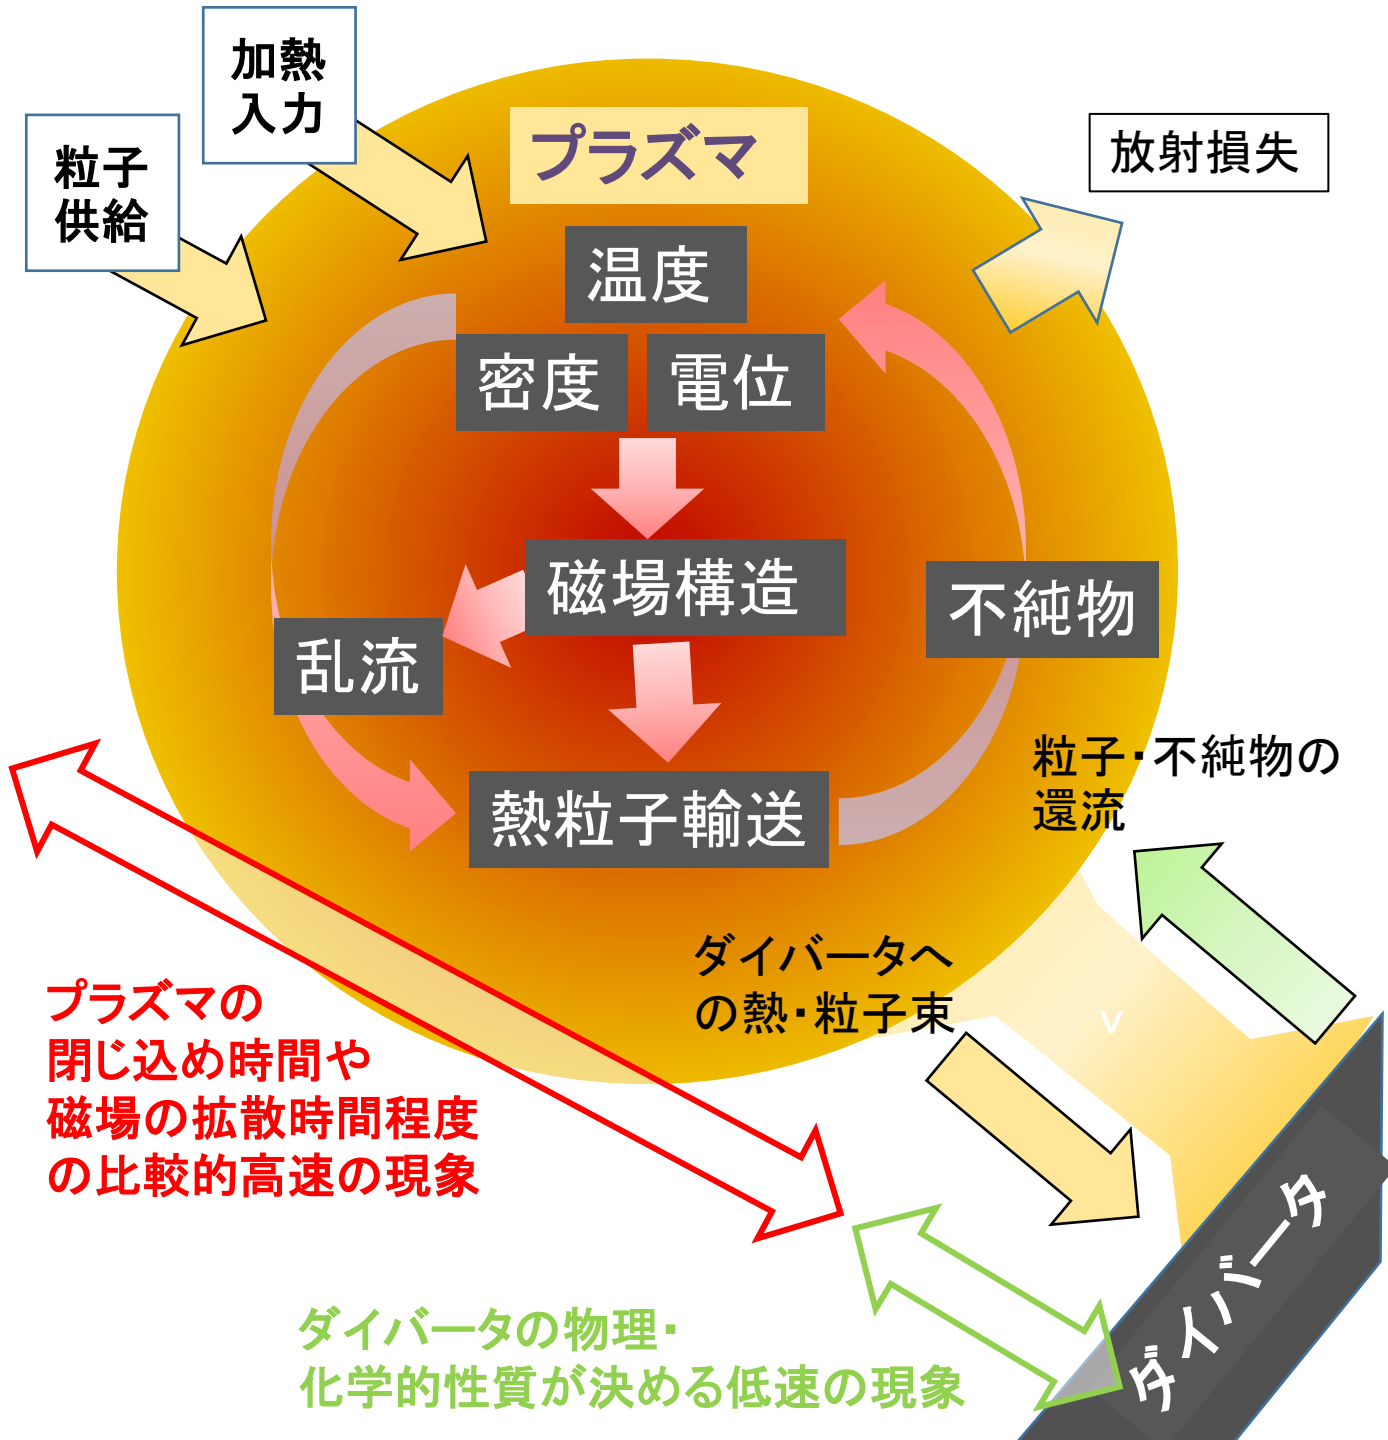 加熱
入力
粒子
供給
プラズマ
放射損失
温度
密度
電位
磁場構造
不純物
乱流
熱粒子輸送
粒子・不純物の
還流
ダイバータへ
の熱・粒子束
プラズマの
閉じ込め時間や
磁場の拡散時間程度
の比較的高速の現象
ダイバータ
ダイバータの物理・
化学的性質が決める低速の現象